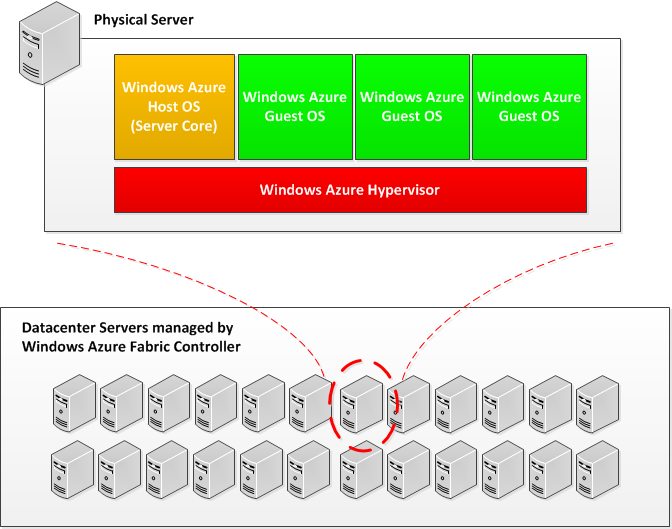 Physical Server
Windows Azure
Host OS
(Server Core)
Windows Azure
Guest OS
Windows Azure
Guest OS
Windows Azure
Guest OS
Windows Azure Hypervisor
Datacenter Servers managed by
Windows Azure Fabric Controller